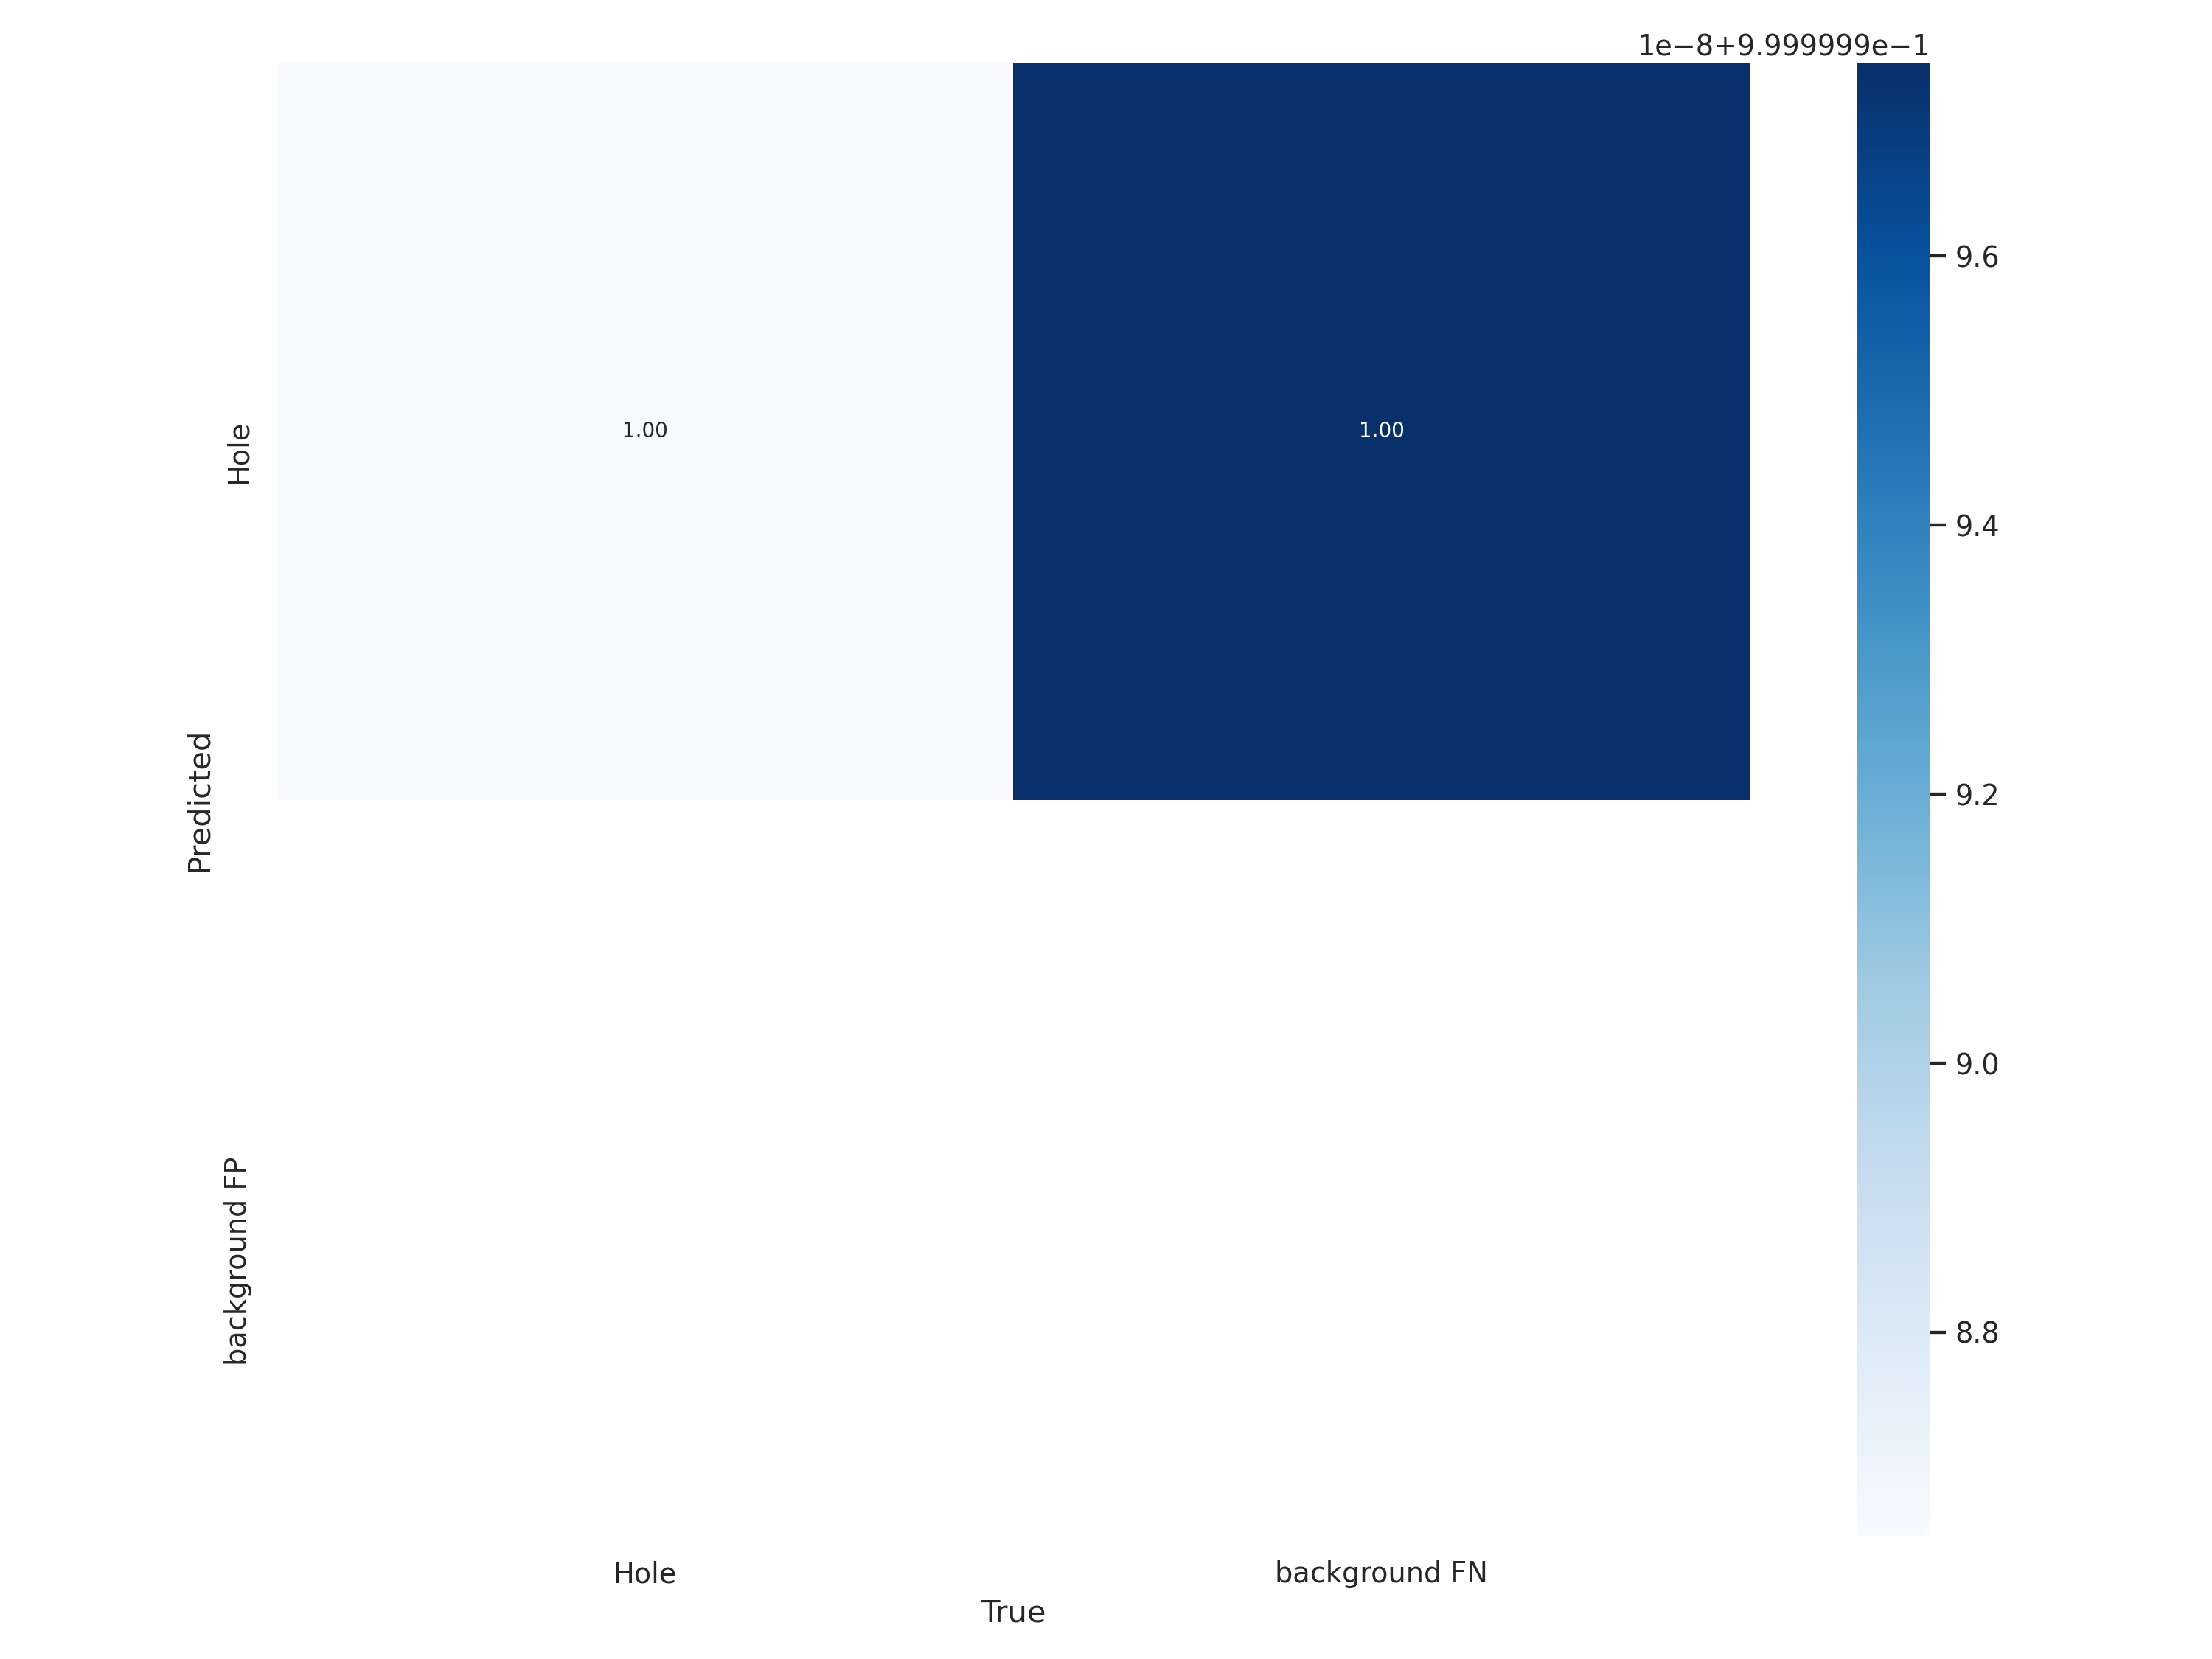 1e−8+9.999999e−1
9.6
9.4
9.2
9.0
8.8
1.00
1.00
Hole
background FP
Predicted
Hole
background FN
True